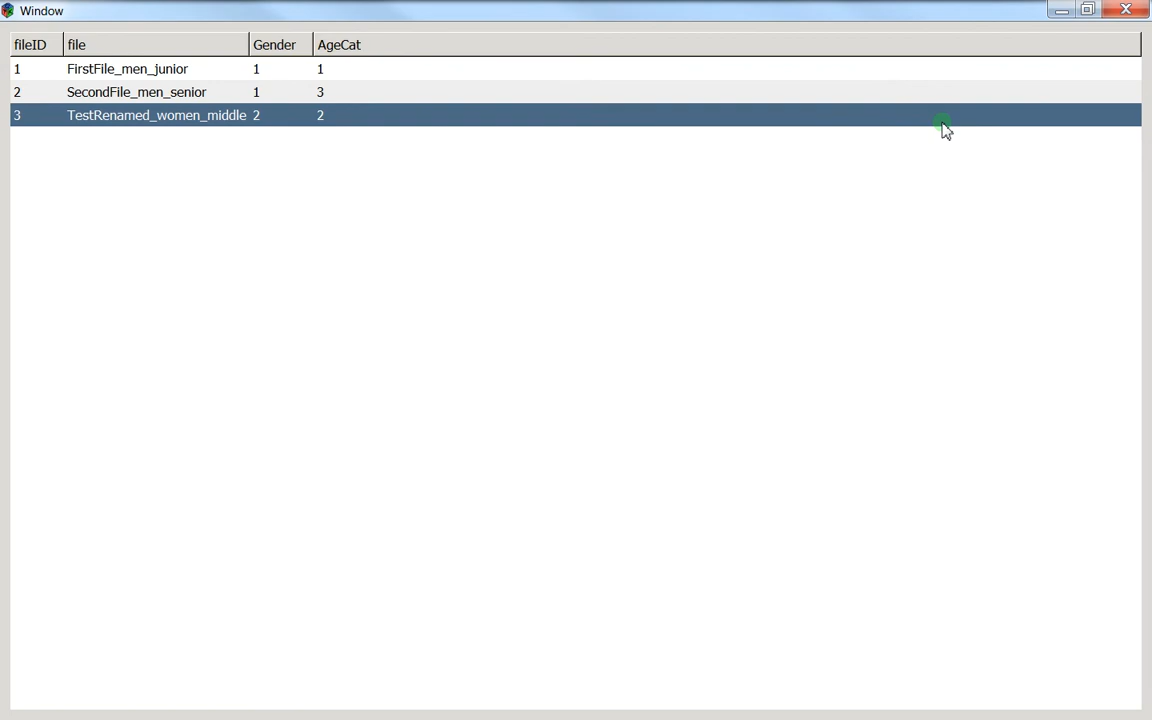 Window
fileID file Gender AgeCat
1 FirstFile_men_junior 1 1
2 SecondFile_men_senior 1 3
3 TestRenamed_women_middle 2 2